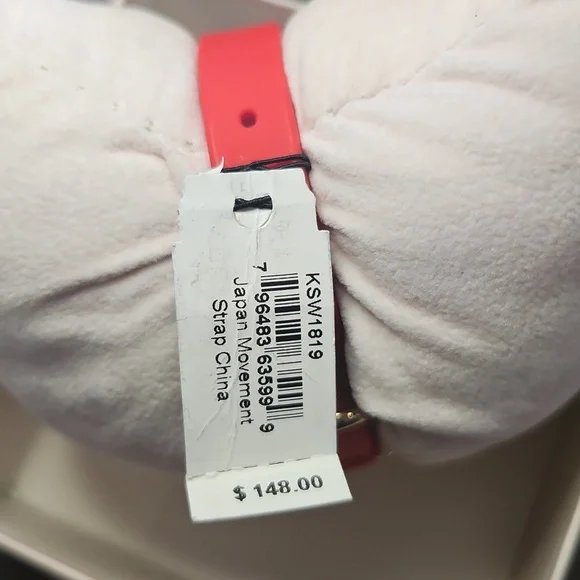 KSW1819
7 96483 63599 9
Japan Movement
Strap China
$ 148.00